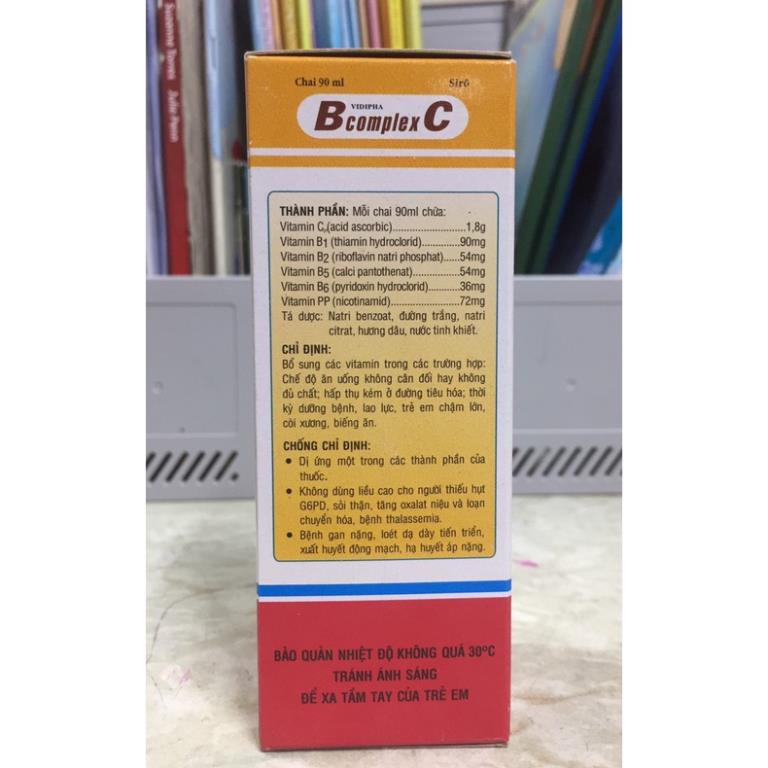 Suzanne Torres
Julie Penn
Chai 90 ml
Sirô
VIDIPHA
B complex C
THÀNH PHẦN: Mỗi chai 90ml chứa:
Vitamin C (acid ascorbic)..........................1,8g
Vitamin B1 (thiamin hydroclorid).............90mg
Vitamin B2 (riboflavin natri phosphat).....54mg
Vitamin B5 (calci pantothenat)................54mg
Vitamin B6 (pyridoxin hydroclorid)..........36mg
Vitamin PP (nicotinamid).........................72mg
Tá dược: Natri benzoat, đường trắng, natri
citrat, hương dâu, nước tinh khiết.
CHỈ ĐỊNH:
Bổ sung các vitamin trong các trường hợp:
Chế độ ăn uống không cân đối hay không
đủ chất; hấp thụ kém ở đường tiêu hóa; thời
kỳ dưỡng bệnh, lao lực, trẻ em chậm lớn,
còi xương, biếng ăn.
CHỐNG CHỈ ĐỊNH:
• Dị ứng một trong các thành phần của
thuốc.
• Không dùng liều cao cho người thiếu hụt
G6PD, sỏi thận, tăng oxalat niệu và loạn
chuyển hóa, bệnh thalassemia.
• Bệnh gan nặng, loét dạ dày tiến triển,
xuất huyết động mạch, hạ huyết áp nặng.
BẢO QUẢN NHIỆT ĐỘ KHÔNG QUÁ 30ºC
TRÁNH ÁNH SÁNG
ĐỂ XA TẦM TAY CỦA TRẺ EM